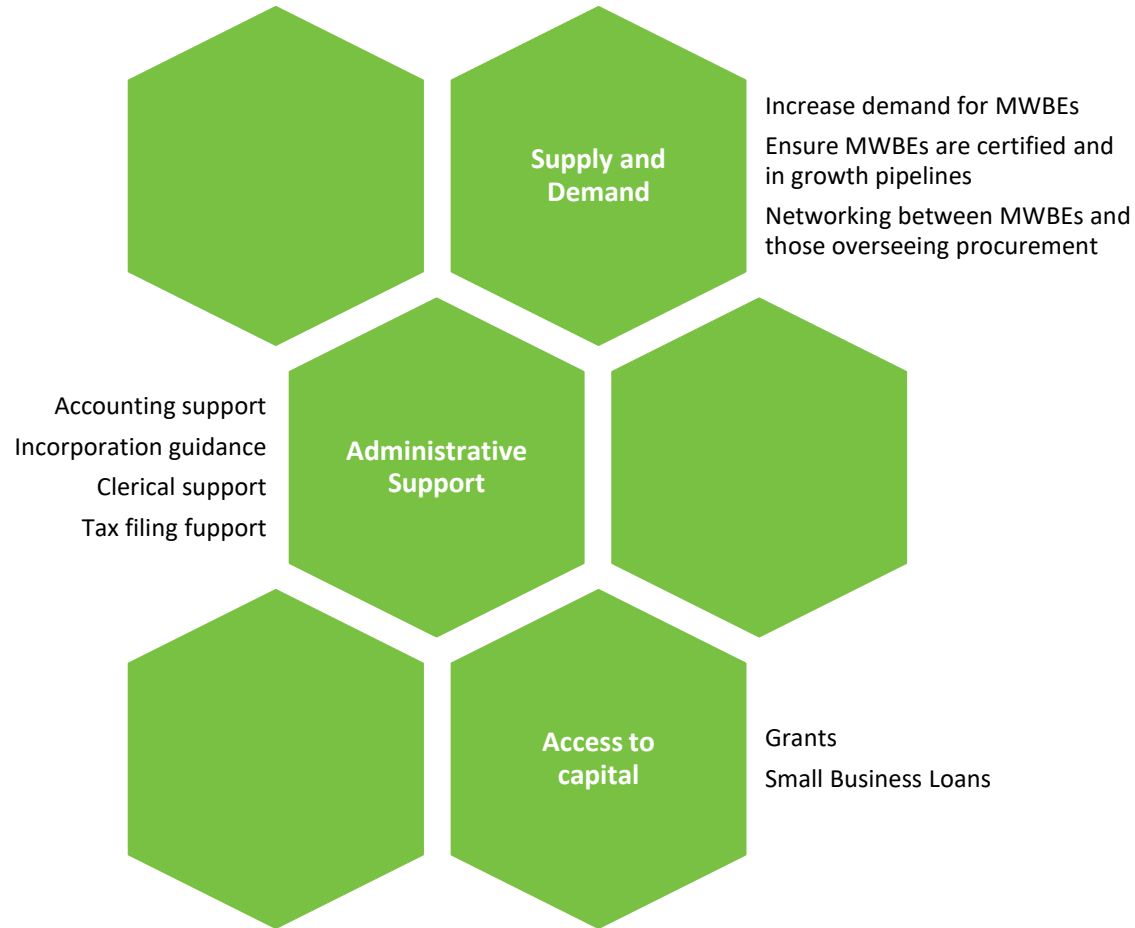 Supply and
Demand
Increase demand for MWBEs
Ensure MWBEs are certified and
in growth pipelines
Networking between MWBEs and
those overseeing procurement
Accounting support
Incorporation guidance
Clerical support
Tax filing fupport
Administrative
Support
Access to
capital
Grants
Small Business Loans